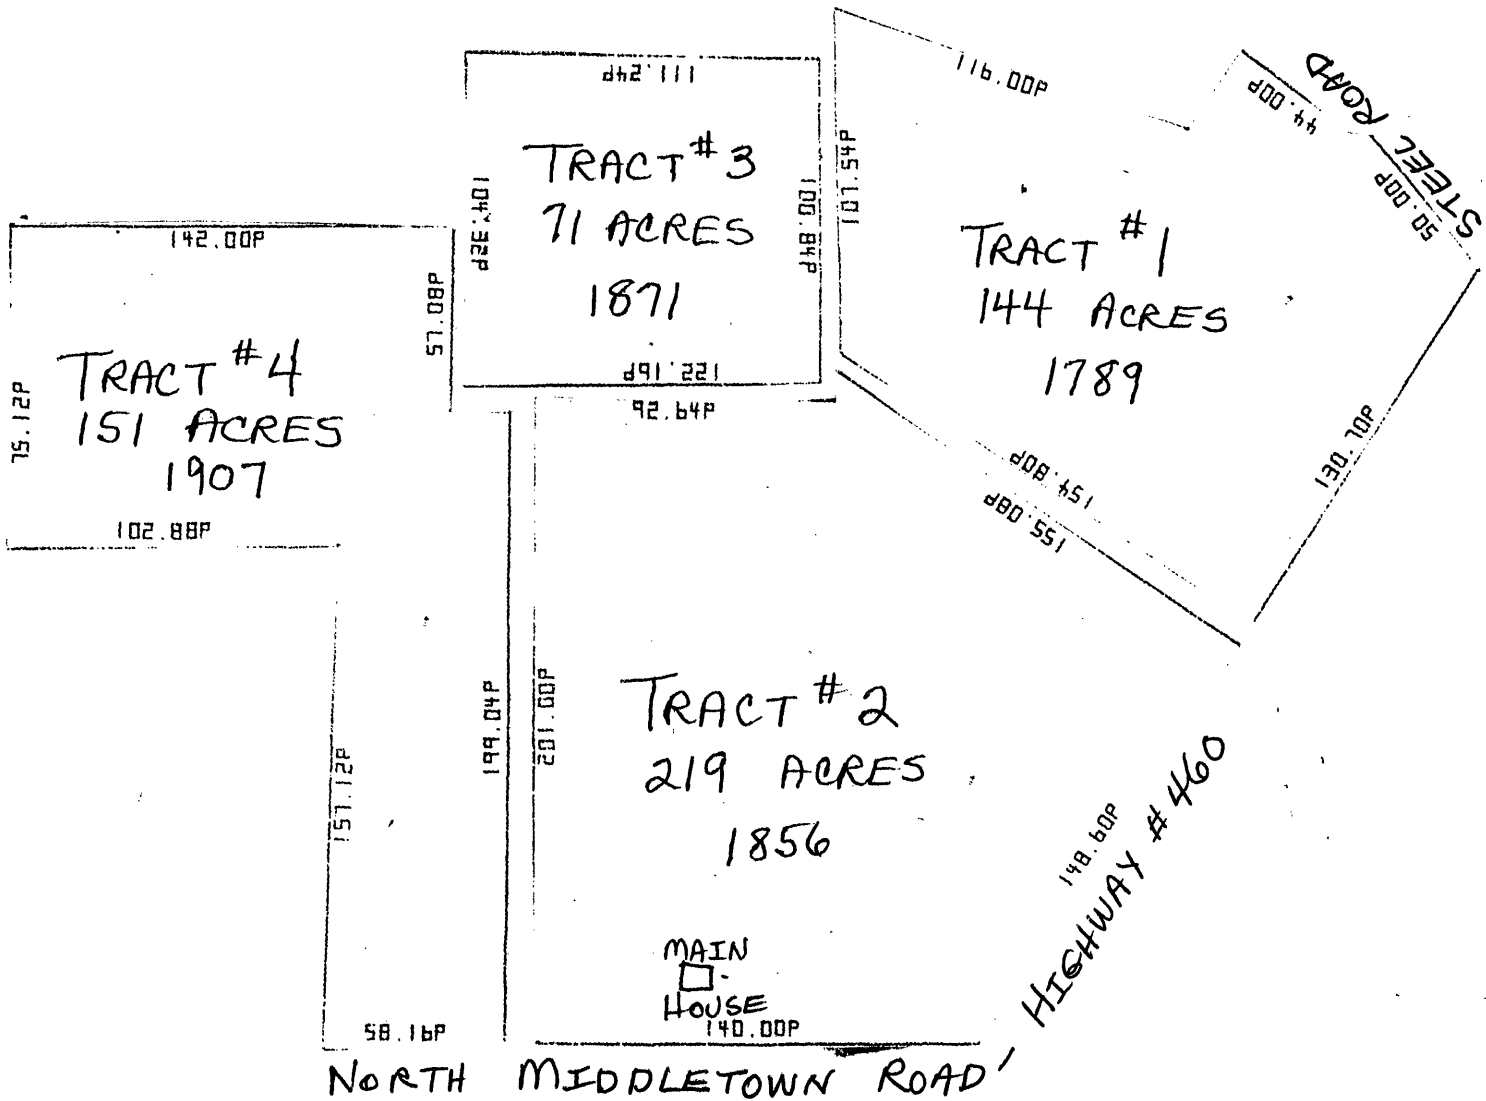 116.00P
44.00P
STEEL ROAD
50.00P
111.24P
TRACT #3
71 ACRES
1871
104.32P
100.84P
122.16P
107.54P
TRACT #1
144 ACRES
1789
130.70P
154.80P
155.08P
142.00P
57.08P
TRACT #4
151 ACRES
1907
75.12P
102.88P
157.12P
199.04P
58.16P
92.64P
201.00P
TRACT #2
219 ACRES
1856
148.60P
HIGHWAY #460
MAIN
HOUSE
140.00P
NORTH MIDDLETOWN ROAD